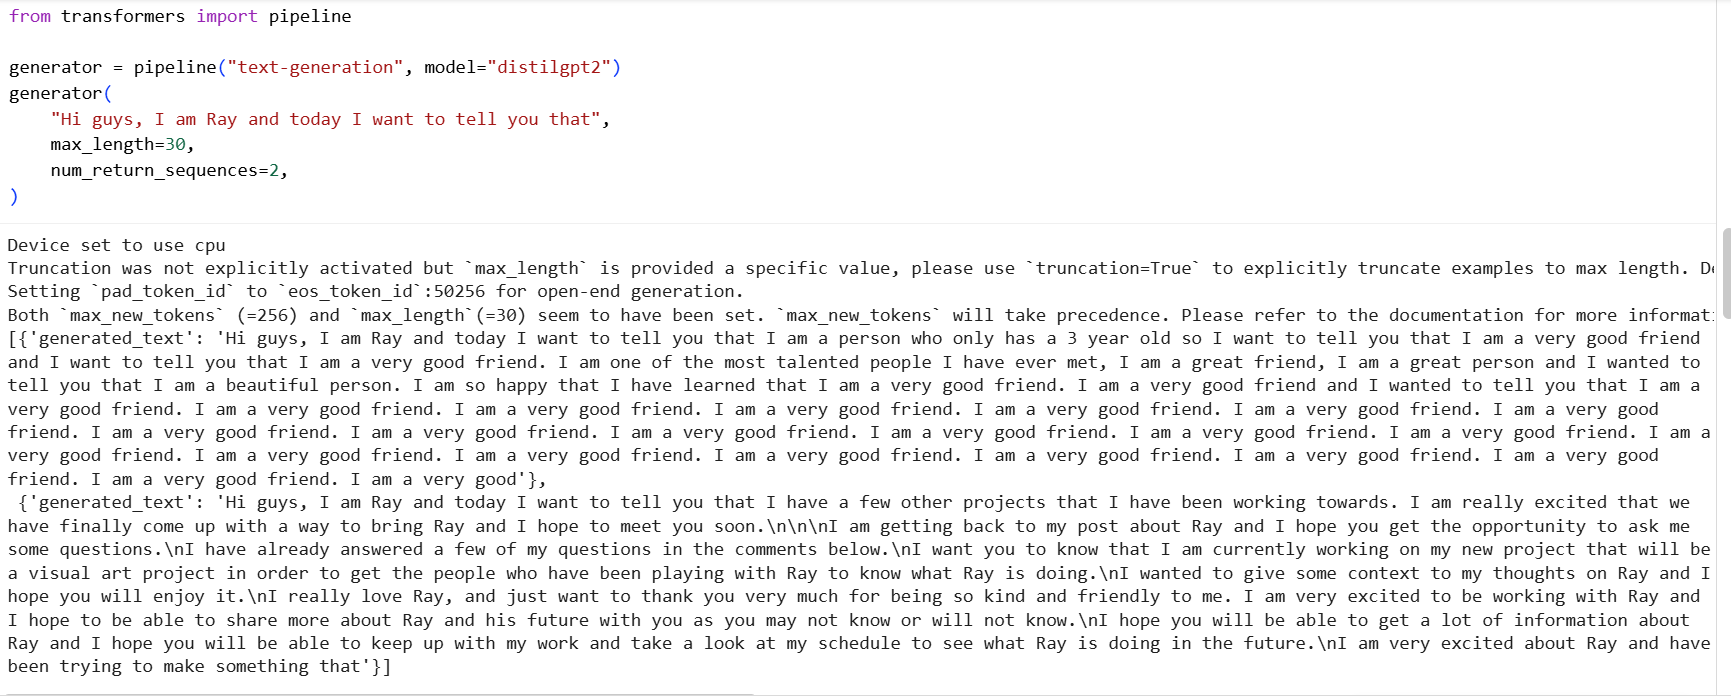 from transformers import pipeline
generator = pipeline("text-generation", model="distilgpt2")
generator(
    "Hi guys, I am Ray and today I want to tell you that",
    max_length=30,
    num_return_sequences=2,
)
Device set to use cpu
Truncation was not explicitly activated but `max_length` is provided a specific value, please use `truncation=True` to explicitly truncate examples to max length.
Setting `pad_token_id` to `eos_token_id`:50256 for open-end generation.
Both `max_new_tokens` (=256) and `max_length`(=30) seem to have been set. `max_new_tokens` will take precedence. Please refer to the documentation for more
[{'generated_text': 'Hi guys, I am Ray and today I want to tell you that I am a person who only has a 3 year old so I want to tell you that I am a very good friend
and I want to tell you that I am a very good friend. I am one of the most talented people I have ever met, I am a great friend, I am a great person and I wanted to
tell you that I am a beautiful person. I am so happy that I have learned that I am a very good friend. I am a very good friend and I wanted to tell you that I am a
very good friend. I am a very good friend. I am a very good friend. I am a very good friend. I am a very good friend. I am a very good friend. I am a very good
friend. I am a very good friend. I am a very good friend. I am a very good friend. I am a very good friend. I am a very good friend. I am a very good friend. I am a
very good friend. I am a very good friend. I am a very good friend. I am a very good friend. I am a very good friend. I am a very good friend. I am a very good
friend. I am a very good friend. I am a very good'},
 {'generated_text': 'Hi guys, I am Ray and today I want to tell you that I have a few other projects that I have been working towards. I am really excited that we
have finally come up with a way to bring Ray and I hope to meet you soon.\n\n\nI am getting back to my post about Ray and I hope you get the opportunity to ask me
some questions.\nI have already answered a few of my questions in the comments below.\nI want you to know that I am currently working on my new project that will be
a visual art project in order to get the people who have been playing with Ray to know what Ray is doing.\nI wanted to give some context to my thoughts on Ray and I
hope you will enjoy it.\nI really love Ray, and just want to thank you very much for being so kind and friendly to me. I am very excited to be working with Ray and
I hope to be able to share more about Ray and his future with you as you may not know or will not know.\nI hope you will be able to get a lot of information about
Ray and I hope you will be able to keep up with my work and take a look at my schedule to see what Ray is doing in the future.\nI am very excited about Ray and have
been trying to make something that'}]